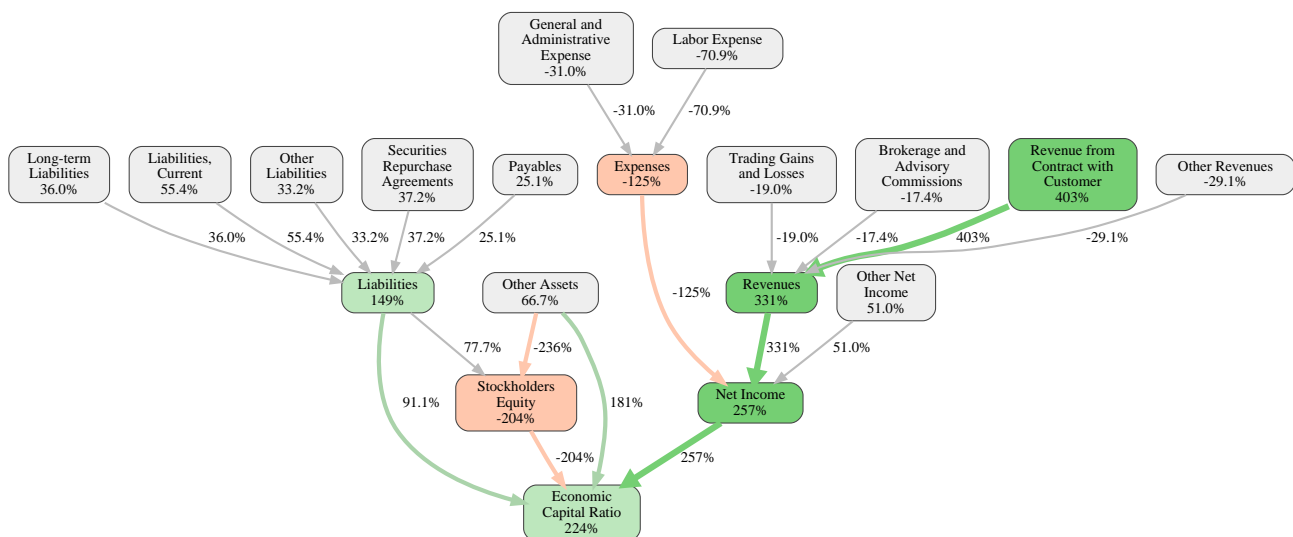 General and
Administrative
Expense
-31.0%
Labor Expense
-70.9%
-31.0%
-70.9%
Long-term
Liabilities
36.0%
Liabilities,
Current
55.4%
Other
Liabilities
33.2%
Securities
Repurchase
Agreements
37.2%
Payables
25.1%
Expenses
-125%
Trading Gains
and Losses
-19.0%
Brokerage and
Advisory
Commissions
-17.4%
Revenue from
Contract with
Customer
403%
Other Revenues
-29.1%
36.0%
55.4%
33.2%
37.2%
25.1%
-19.0%
-17.4%
403%
-29.1%
Liabilities
149%
Other Assets
66.7%
-125%
Revenues
331%
Other Net
Income
51.0%
77.7%
-236%
331%
51.0%
91.1%
Stockholders
Equity
-204%
181%
Net Income
257%
-204%
257%
Economic
Capital Ratio
224%